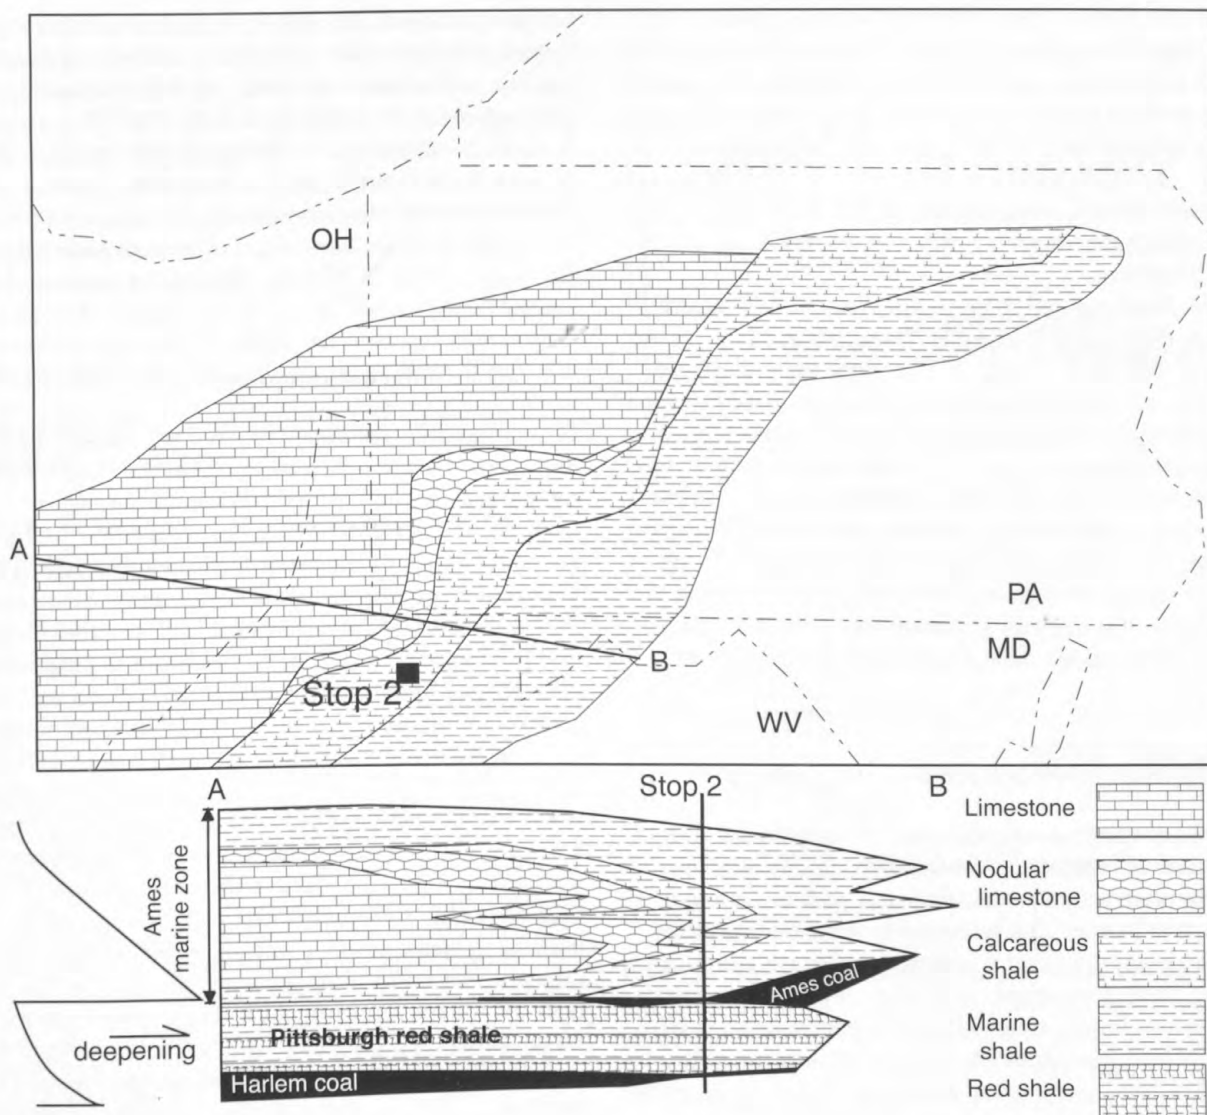 OH
A
PA
MD
B
Stop 2
WV
A
Stop 2
B
Limestone
Ames
marine zone
Nodular
limestone
Calcareous
shale
Ames coal
Marine
shale
deepening
Pittsburgh red shale
Red shale
Harlem coal